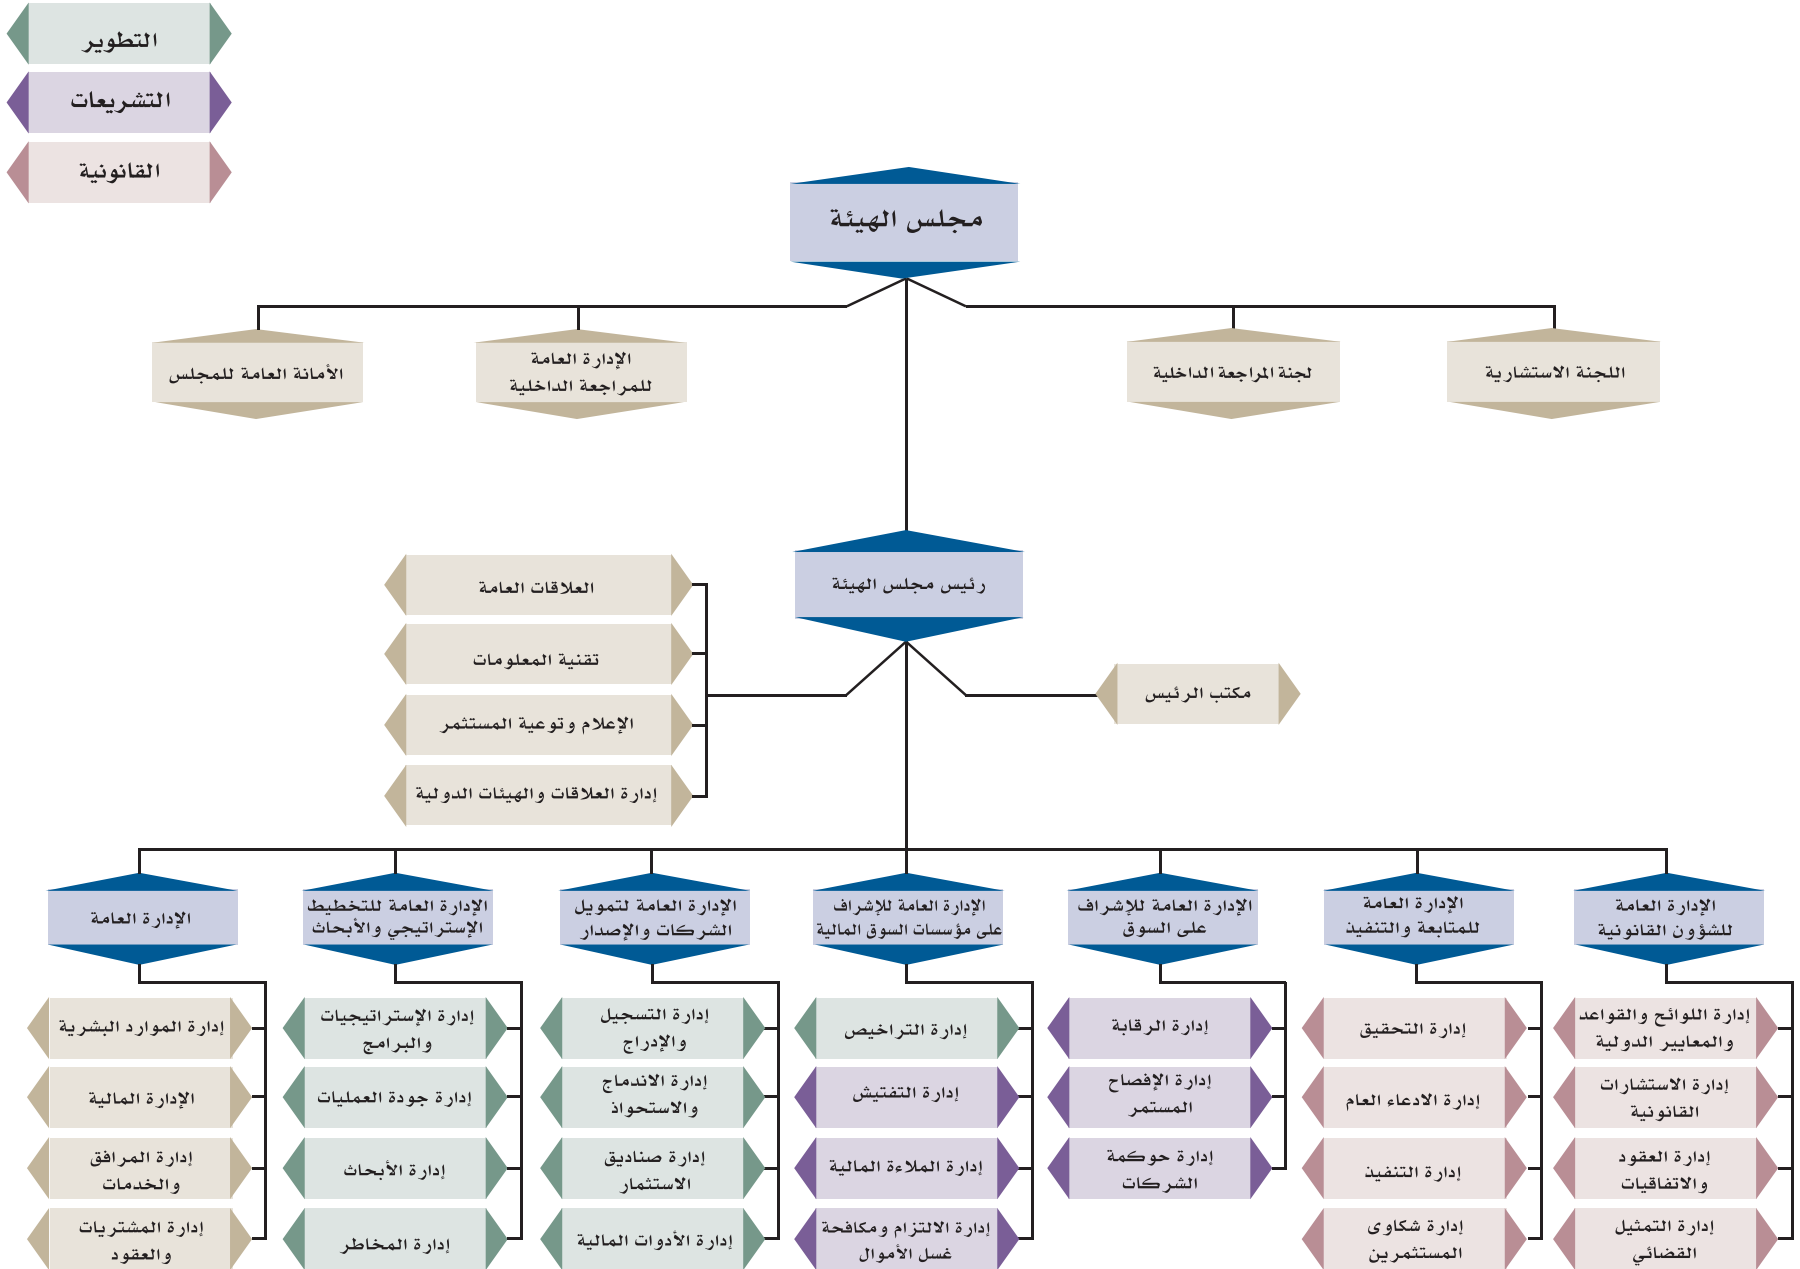 التطوير
التشريعات
القانونية
مجلس الهيئة
اللجنة الاستشارية
لجنة المراجعة الداخلية
الإدارة العامة
للمراجعة الداخلية
الأمانة العامة للمجلس
رئيس مجلس الهيئة
مكتب الرئيس
العلاقات العامة
تقنية المعلومات
الإعلام وتوعية المستثمر
إدارة العلاقات والهيئات الدولية
الإدارة العامة
للشؤون القانونية
إدارة اللوائح والقواعد
والمعايير الدولية
إدارة الاستشارات
القانونية
إدارة العقود
والاتفاقيات
إدارة التمثيل
القضائي
الإدارة العامة
للمتابعة والتنفيذ
إدارة التحقيق
إدارة الادعاء العام
إدارة التنفيذ
إدارة شكاوى
المستثمرين
الإدارة العامة للإشراف
على السوق
إدارة الرقابة
إدارة الإفصاح
المستمر
إدارة حوكمة
الشركات
الإدارة العامة للإشراف
على مؤسسات السوق المالية
إدارة التراخيص
إدارة التفتيش
إدارة الملاءة المالية
إدارة الالتزام ومكافحة
غسل الأموال
الإدارة العامة لتمويل
الشركات والإصدار
إدارة التسجيل
والإدراج
إدارة الاندماج
والاستحواذ
إدارة صناديق
الاستثمار
إدارة الأدوات المالية
الإدارة العامة للتخطيط
الإستراتيجي والأبحاث
إدارة الإستراتيجيات
والبرامج
إدارة جودة العمليات
إدارة الأبحاث
إدارة المخاطر
الإدارة العامة
إدارة الموارد البشرية
الإدارة المالية
إدارة المرافق
والخدمات
إدارة المشتريات
والعقود